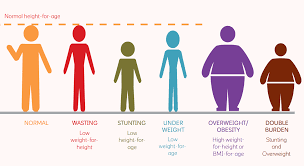 Normal height-for-age
NORMAL
WASTING
Low
weight-for-
height
STUNTING
Low
height-for-
age
UNDER
WEIGHT
Low
weight-for-
age
OVERWEIGHT/
OBESITY
High weight
for-height or
BMI-for-age
DOUBLE
BURDEN
Stunting
and
Overweight